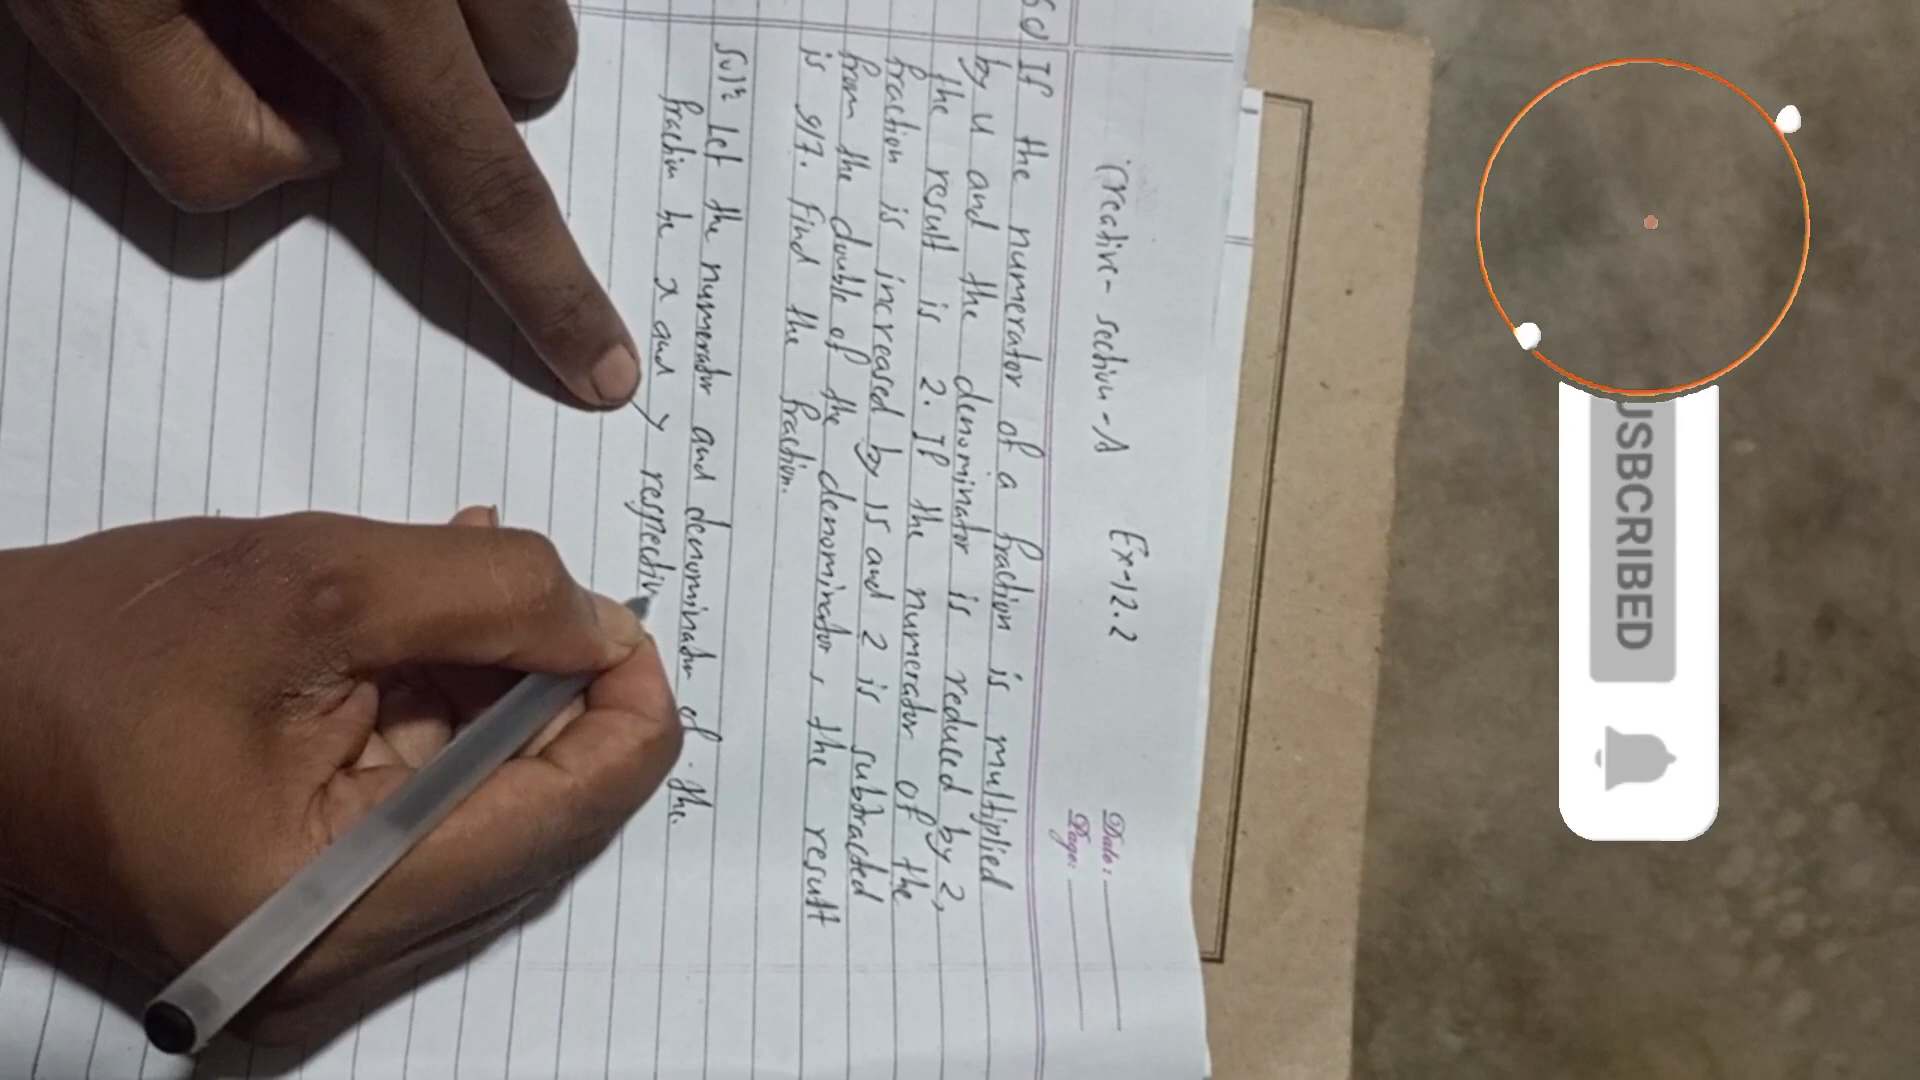 Creative - section - A Ex-12.2
Date:
Page:
If the numerator of a fraction is multiplied
by 4 and the denominator is reduced by 2,
the result is 2. If the numerator of the
fraction is increased by 15 and 2 is subtracted
from the double of the denominator, the result
is 9/7. Find the fraction.
Solⁿ let the numerator and denominator of the.
fraction be x and y respectiv
USBCRIBED